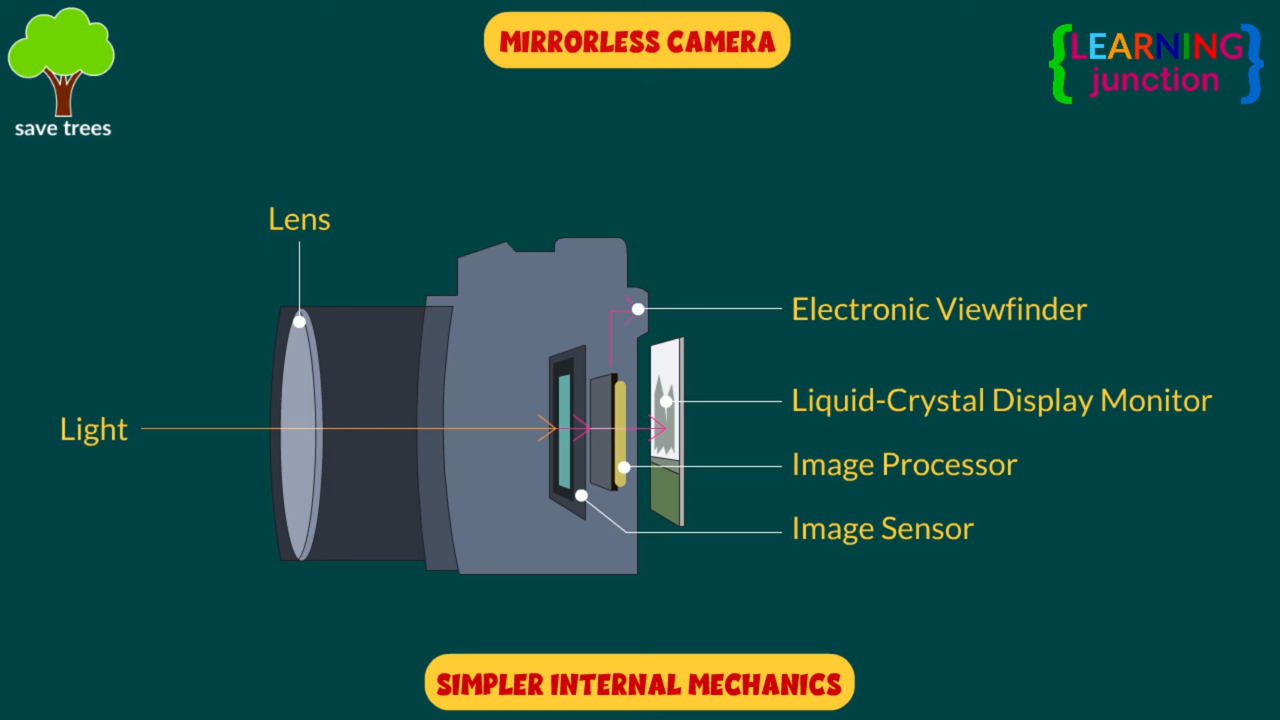 MIRRORLESS CAMERA
{LEARNING
junction}
save trees
Lens
Electronic Viewfinder
Liquid-Crystal Display Monitor
Light
Image Processor
Image Sensor
SIMPLER INTERNAL MECHANICS